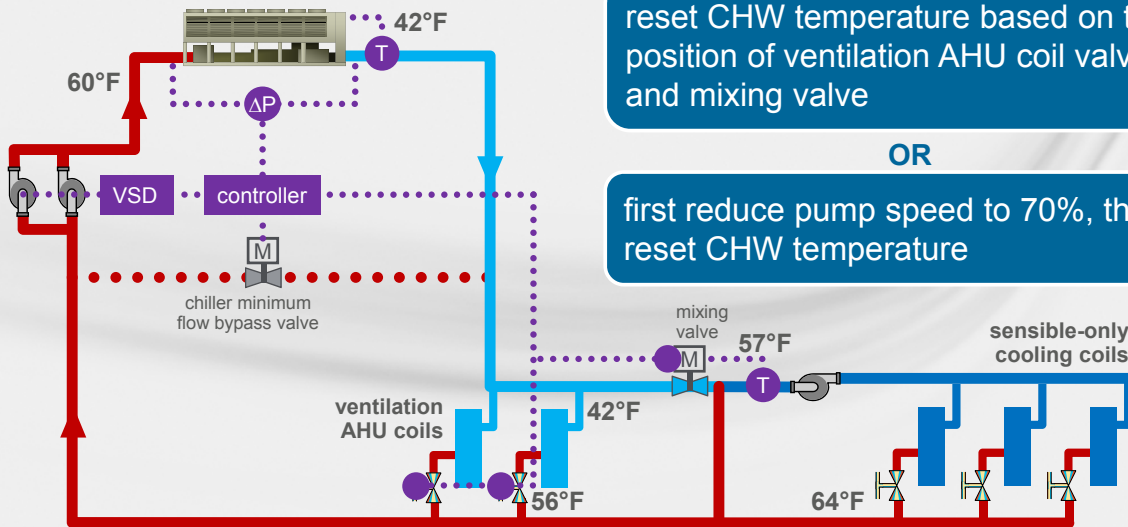 42°F
T
60°F
ΔP
VSD
controller
M
chiller minimum
flow bypass valve
reset CHW temperature based on
position of ventilation AHU coil
and mixing valve
OR
first reduce pump speed to 70%,
reset CHW temperature
mixing
valve
57°F
M
T
sensible-only
cooling coils
ventilation
AHU coils
42°F
56°F
64°F